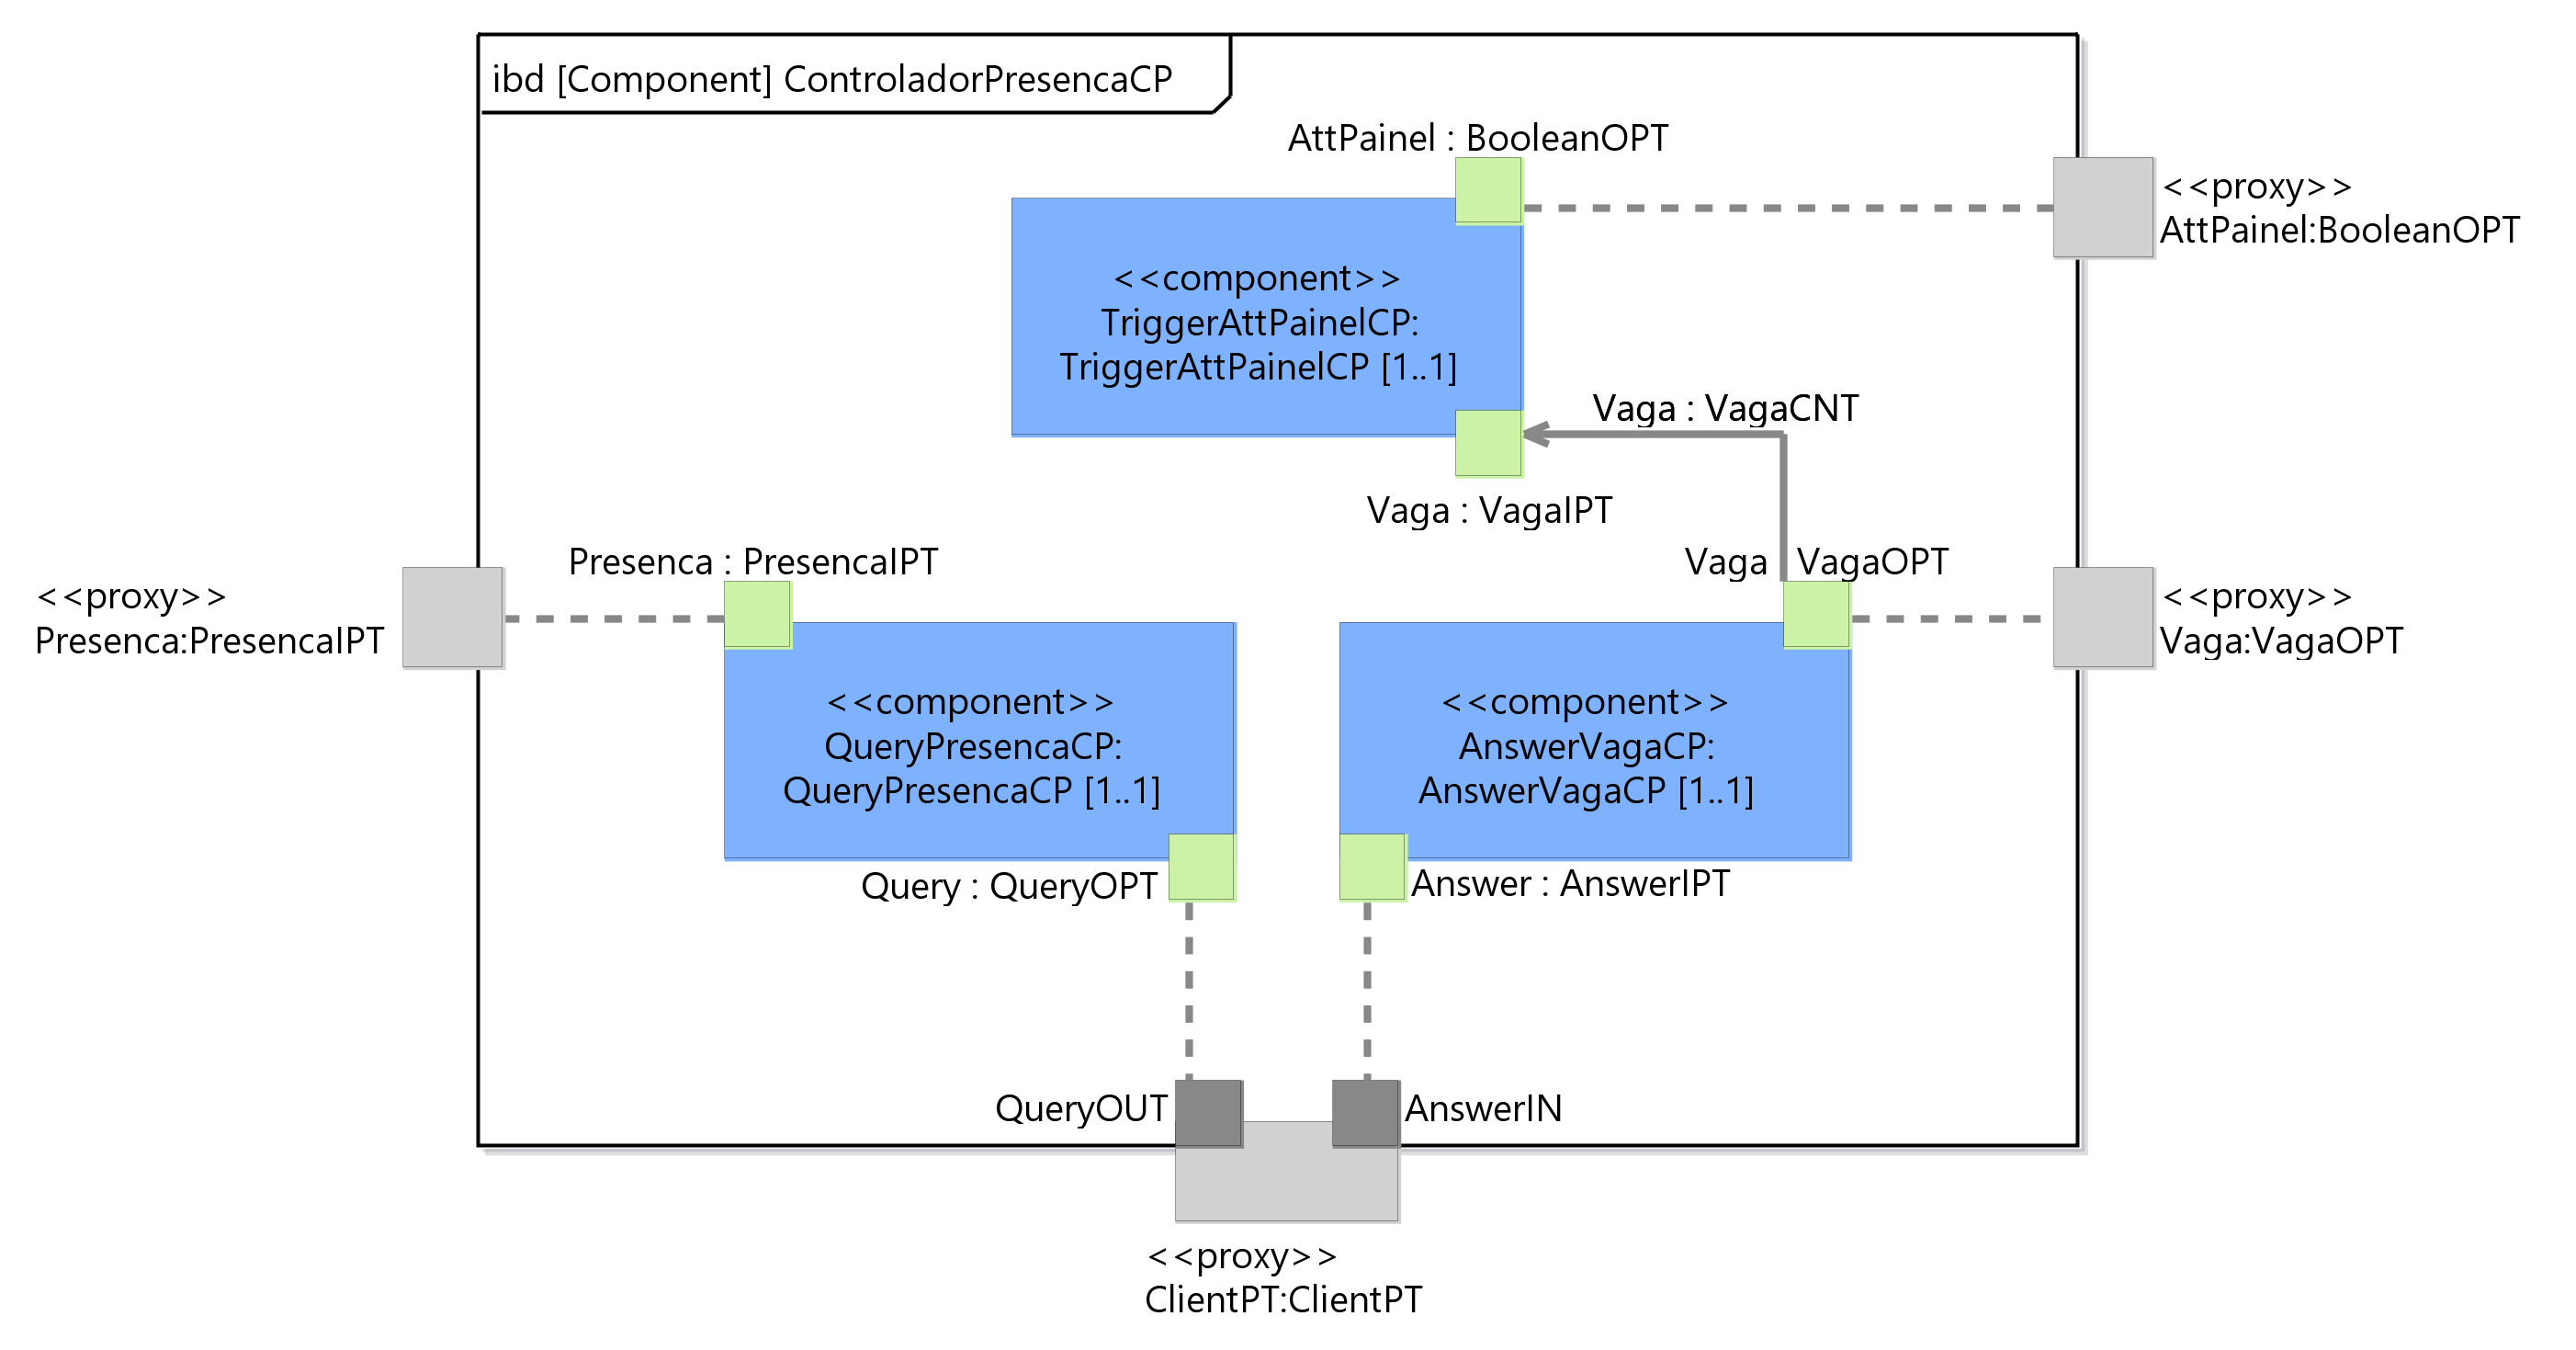 ibd [Component] ControladorPresencaCP
AttPainel : BooleanOPT
<<proxy>>
AttPainel:BooleanOPT
<<component>>
TriggerAttPainelCP:
TriggerAttPainelCP [1..1]
Vaga : VagaCNT
Vaga : VagaIPT
Presenca : PresencaIPT
Vaga VagaOPT
<<proxy>>
Presenca:PresencaIPT
<<proxy>>
Vaga:VagaOPT
<<component>>
QueryPresencaCP:
QueryPresencaCP [1..1]
<<component>>
AnswerVagaCP:
AnswerVagaCP [1..1]
Query : QueryOPT
Answer : AnswerIPT
QueryOUT
AnswerIN
<<proxy>>
ClientPT:ClientPT